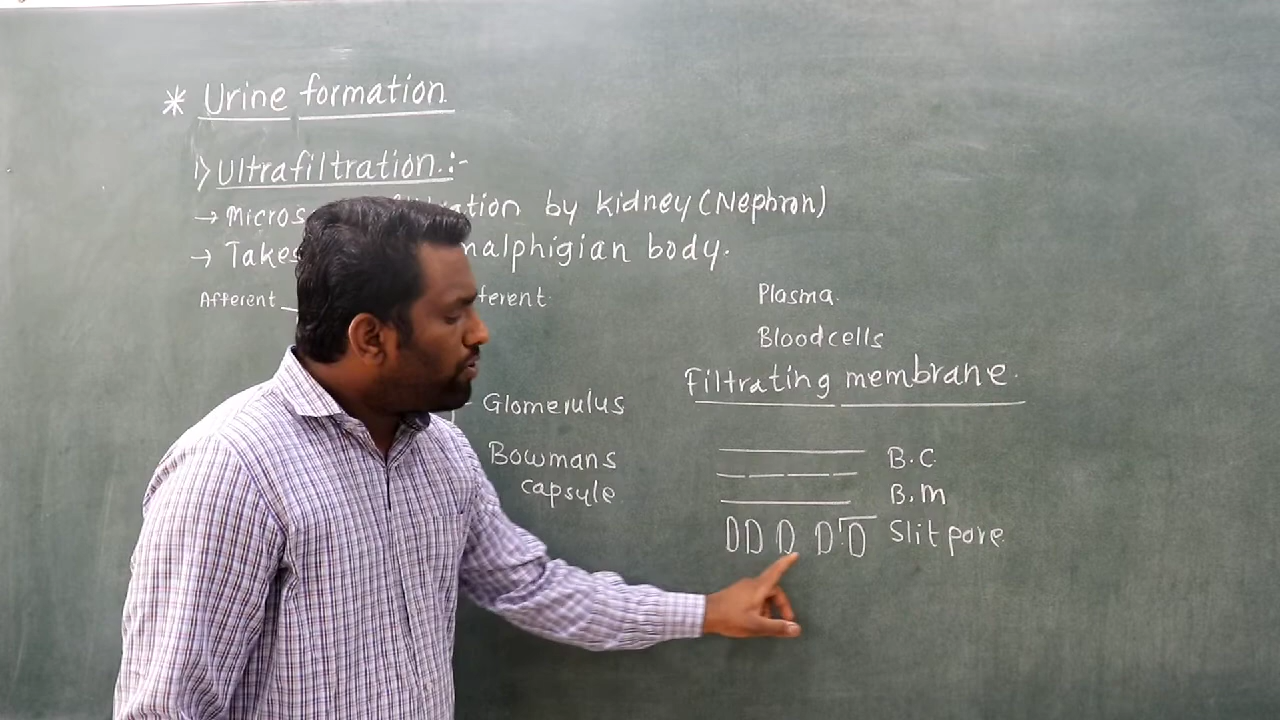 * Urine formation
1) Ultrafiltration :-
→ Micros tration by kidney (Nephron)
→ Takes malphigian body.
Afferent ferent
Plasma.
Bloodcells
Filtrating membrane.
Glomerulus
Bowmans
capsule
B.C.
B.M
Slit pore